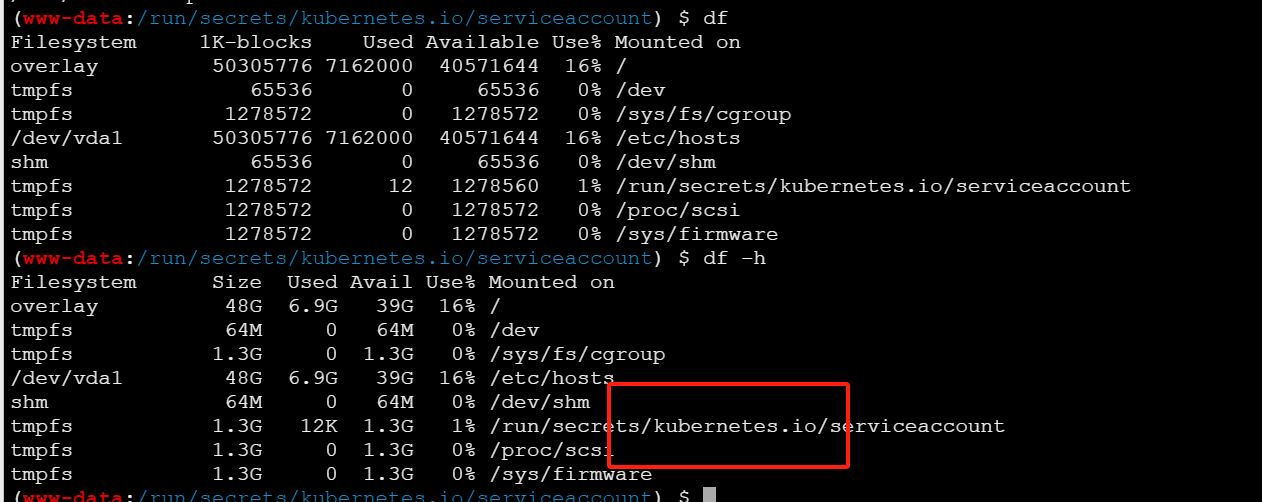 (www-data:/run/secrets/kubernetes.io/serviceaccount) $ df
Filesystem     1K-blocks    Used Available Use% Mounted on
overlay         50305776 7162000  40571644  16% /
tmpfs              65536       0     65536   0% /dev
tmpfs            1278572       0   1278572   0% /sys/fs/cgroup
/dev/vda1       50305776 7162000  40571644  16% /etc/hosts
shm                65536       0     65536   0% /dev/shm
tmpfs            1278572      12   1278560   1% /run/secrets/kubernetes.io/serviceaccount
tmpfs            1278572       0   1278572   0% /proc/scsi
tmpfs            1278572       0   1278572   0% /sys/firmware
(www-data:/run/secrets/kubernetes.io/serviceaccount) $ df -h
Filesystem      Size  Used Avail Use% Mounted on
overlay          48G  6.9G   39G  16% /
tmpfs            64M     0   64M   0% /dev
tmpfs           1.3G     0  1.3G   0% /sys/fs/cgroup
/dev/vda1        48G  6.9G   39G  16% /etc/hosts
shm              64M     0   64M   0% /dev/shm
tmpfs           1.3G   12K  1.3G   1% /run/secrets/kubernetes.io/serviceaccount
tmpfs           1.3G     0  1.3G   0% /proc/scsi
tmpfs           1.3G     0  1.3G   0% /sys/firmware
(www-data:/run/secrets/kubernetes.io/serviceaccount) $